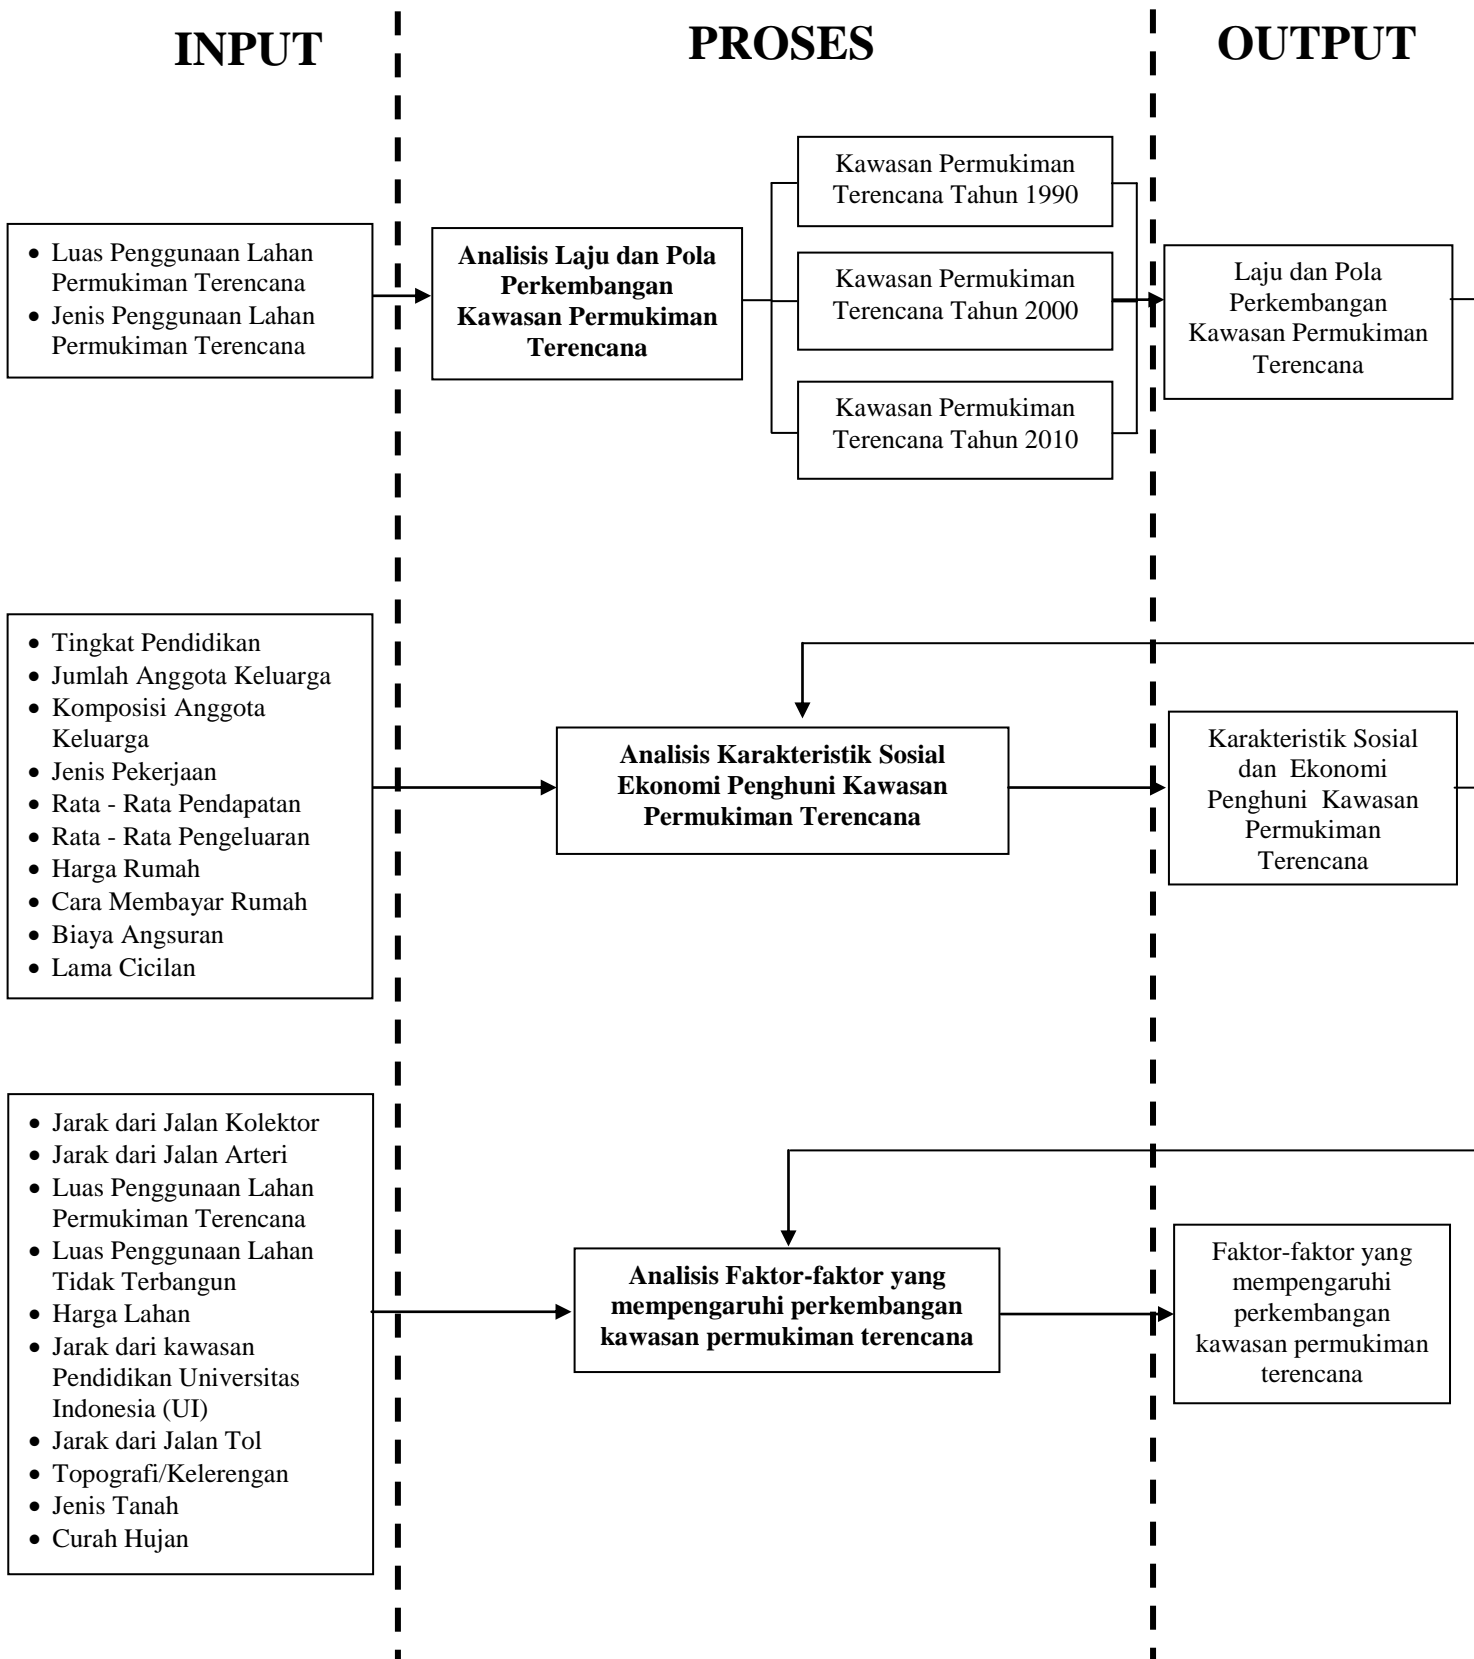 INPUT
PROSES
OUTPUT
• Luas Penggunaan Lahan
Permukiman Terencana
• Jenis Penggunaan Lahan
Permukiman Terencana
Analisis Laju dan Pola
Perkembangan
Kawasan Permukiman
Terencana
Kawasan Permukiman
Terencana Tahun 1990
Kawasan Permukiman
Terencana Tahun 2000
Kawasan Permukiman
Terencana Tahun 2010
Laju dan Pola
Perkembangan
Kawasan Permukiman
Terencana
• Tingkat Pendidikan
• Jumlah Anggota Keluarga
• Komposisi Anggota
Keluarga
• Jenis Pekerjaan
• Rata - Rata Pendapatan
• Rata - Rata Pengeluaran
• Harga Rumah
• Cara Membayar Rumah
• Biaya Angsuran
• Lama Cicilan
Analisis Karakteristik Sosial
Ekonomi Penghuni Kawasan
Permukiman Terencana
Karakteristik Sosial
dan Ekonomi
Penghuni Kawasan
Permukiman
Terencana
• Jarak dari Jalan Kolektor
• Jarak dari Jalan Arteri
• Luas Penggunaan Lahan
Permukiman Terencana
• Luas Penggunaan Lahan
Tidak Terbangun
• Harga Lahan
• Jarak dari kawasan
Pendidikan Universitas
Indonesia (UI)
• Jarak dari Jalan Tol
• Topografi/Kelerengan
• Jenis Tanah
• Curah Hujan
Analisis Faktor-faktor yang
mempengaruhi perkembangan
kawasan permukiman terencana
Faktor-faktor yang
mempengaruhi
perkembangan
kawasan permukiman
terencana